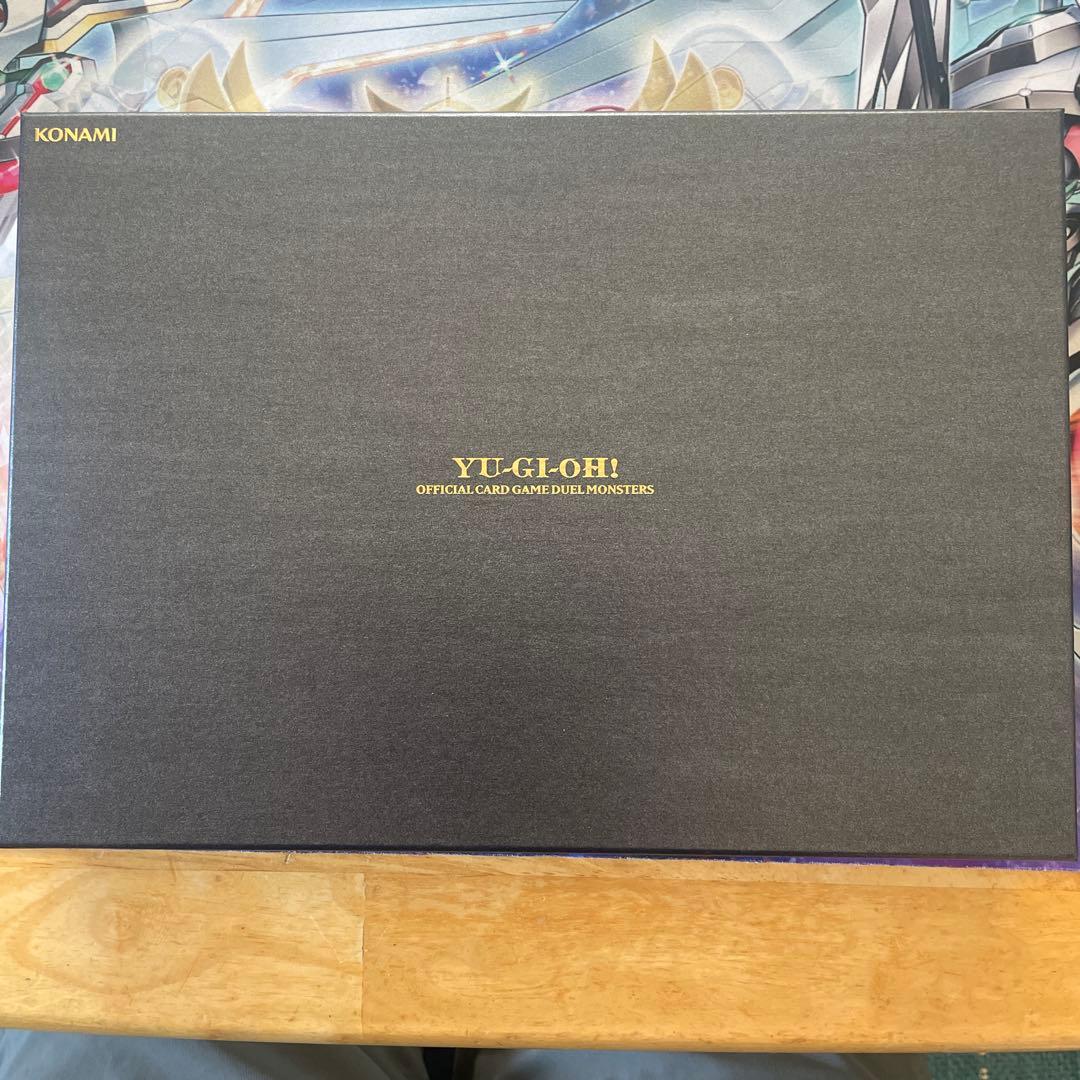 KONAMI
YU-GI-OH!
OFFICIAL CARD GAME DUEL MONSTERS